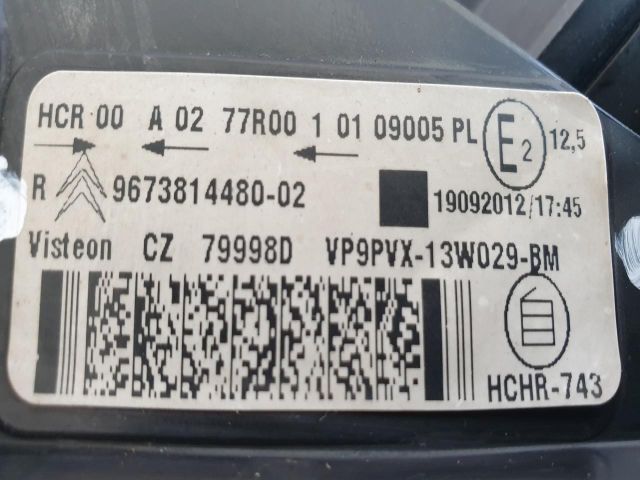 HCR 00 A 02 77R00 1 01 09005 PL E2 12,5
R 9673814480-02 19092012/17:45
Visteon CZ 79998D VP9PVX-13W029-BM
HCHR-743